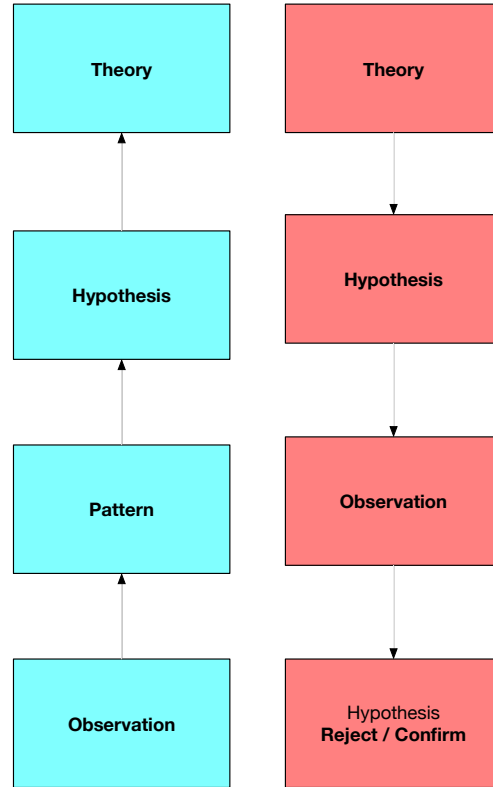 Theory
Hypothesis
Pattern
Observation
Theory
Hypothesis
Observation
Hypothesis
Reject / Confirm